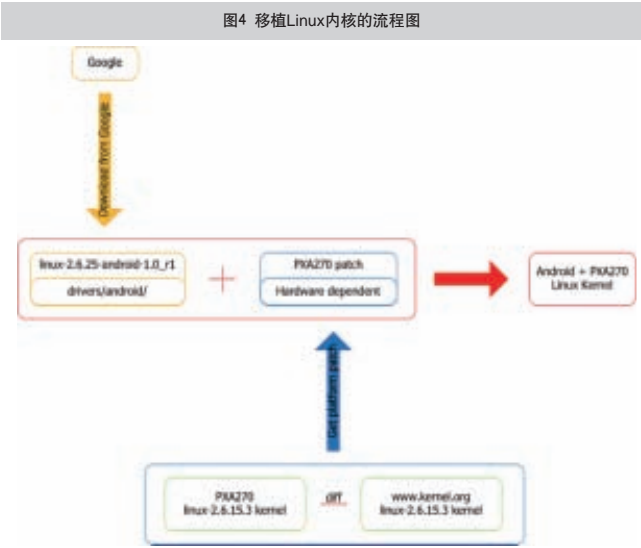 图4 移植Linux内核的流程图
Google
Download from Google
linux-2.6.25-android-1.0_r1
drivers/android/
+
PXA270 patch
Hardware dependent
Android + PXA270
Linux Kernel
Get platform patch
PXA270
linux-2.6.15.3 kernel
diff
www.kernel.org
linux-2.6.15.3 kernel